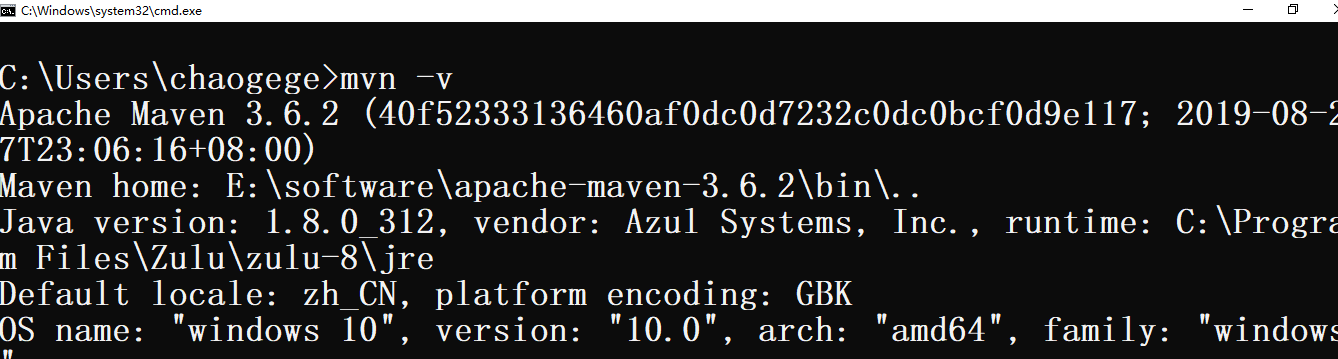 C:\Windows\system32\cmd.exe
C:\Users\chaogege>mvn -v
Apache Maven 3.6.2 (40f52333136460af0dc0d7232c0dc0bcf0d9e117; 2019-08-2
7T23:06:16+08:00)
Maven home: E:\software\apache-maven-3.6.2\bin\..
Java version: 1.8.0_312, vendor: Azul Systems, Inc., runtime: C:\Progra
m Files\Zulu\zulu-8\jre
Default locale: zh_CN, platform encoding: GBK
OS name: "windows 10", version: "10.0", arch: "amd64", family: "windows
"